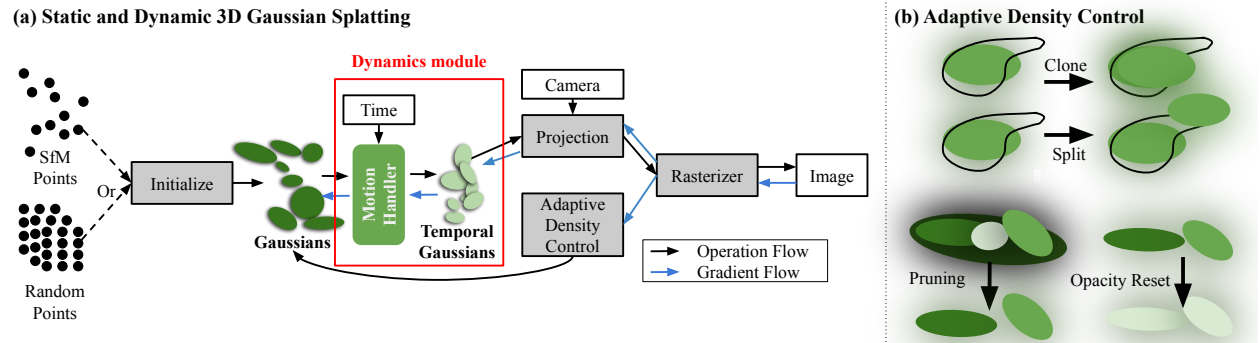 (a) Static and Dynamic 3D Gaussian Splatting
Dynamics module
SfM
Points
Or
Random
Points
Initialize
Gaussians
Time
Motion
Handler
Temporal
Gaussians
Camera
Projection
Adaptive
Density
Control
Rasterizer
Image
Operation Flow
Gradient Flow
(b) Adaptive Density Control
Clone
Split
Pruning
Opacity Reset